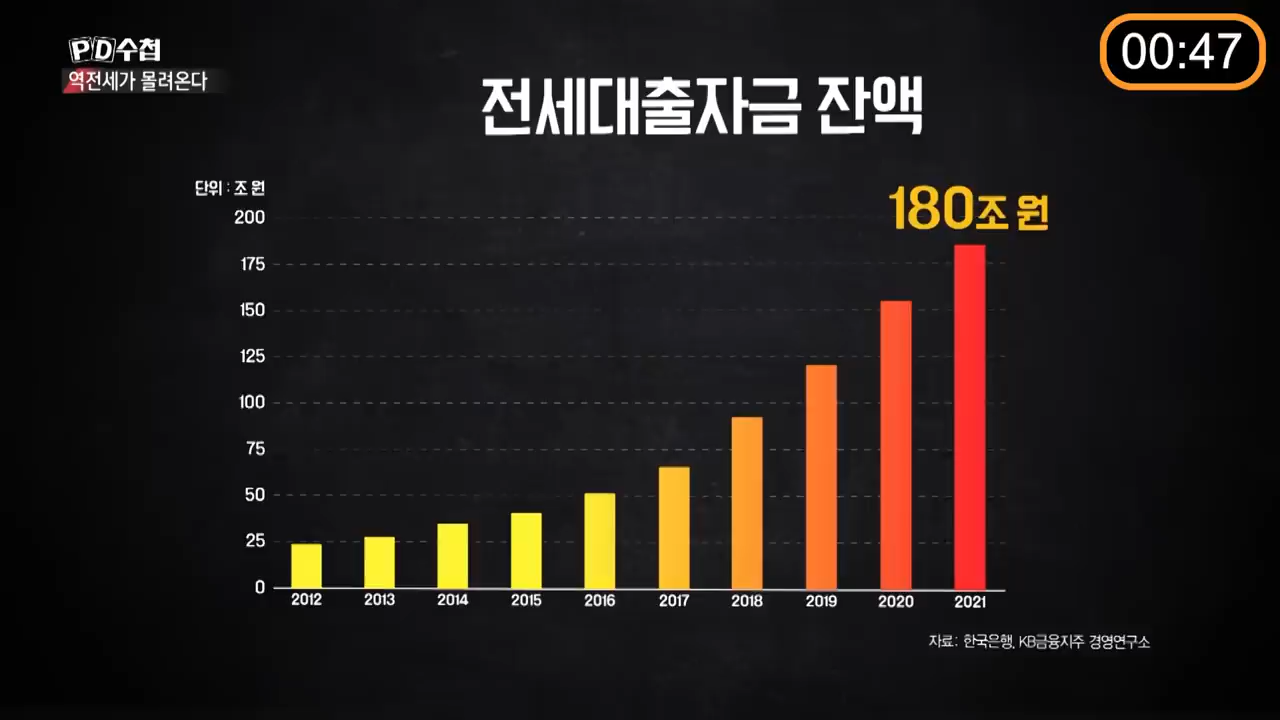 PD수첩
역전세가 몰려온다
00:47
전세대출자금 잔액
단위 : 조 원
180조 원
200
175
150
125
100
75
50
25
0
2012 2013 2014 2015 2016 2017 2018 2019 2020 2021
자료 : 한국은행, KB금융지주 경영연구소